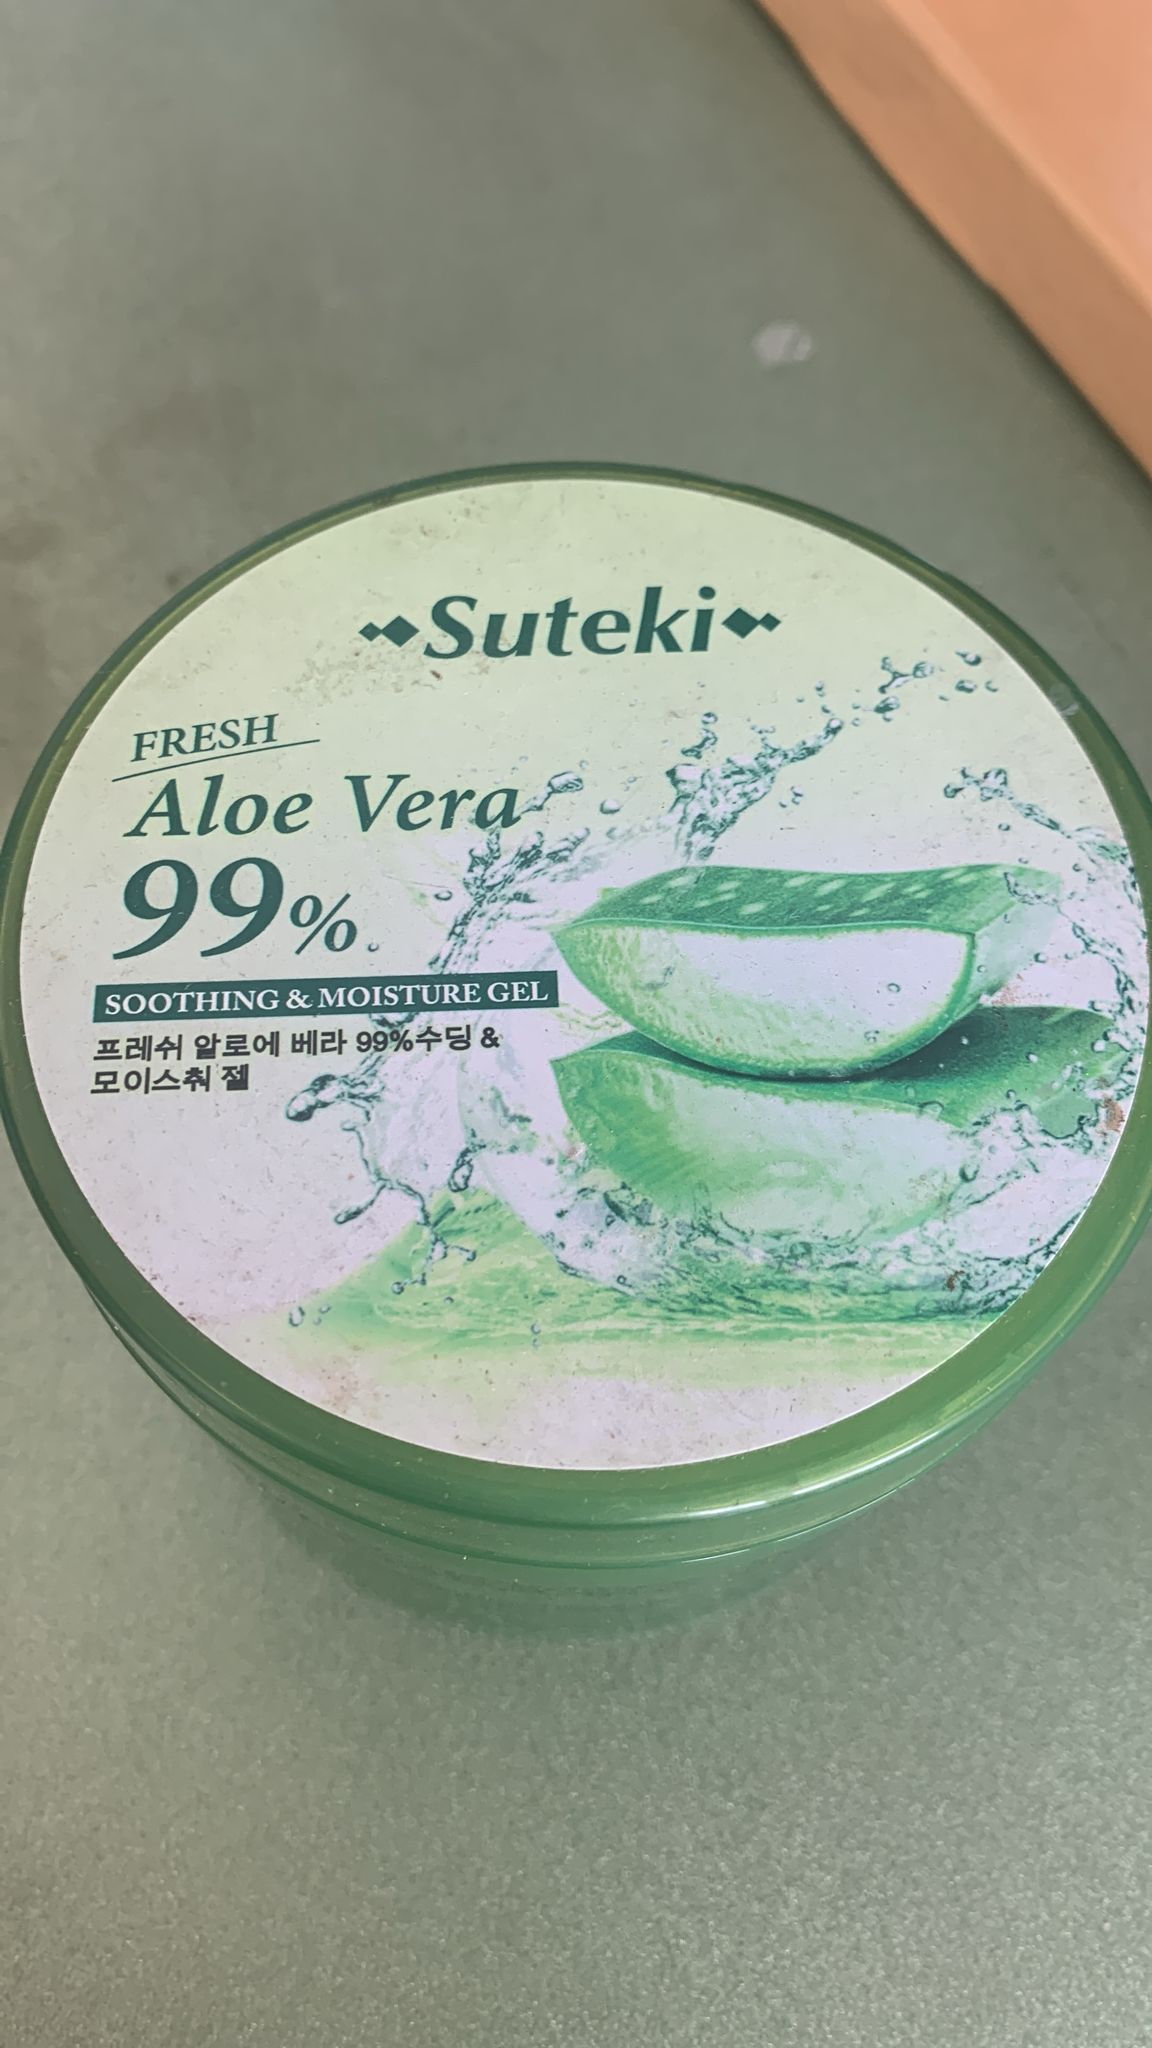 Suteki
FRESH
Aloe Vera
99%
SOOTHING & MOISTURE GEL
프레쉬 알로에 베라 99%수딩 &
모이스춰 젤